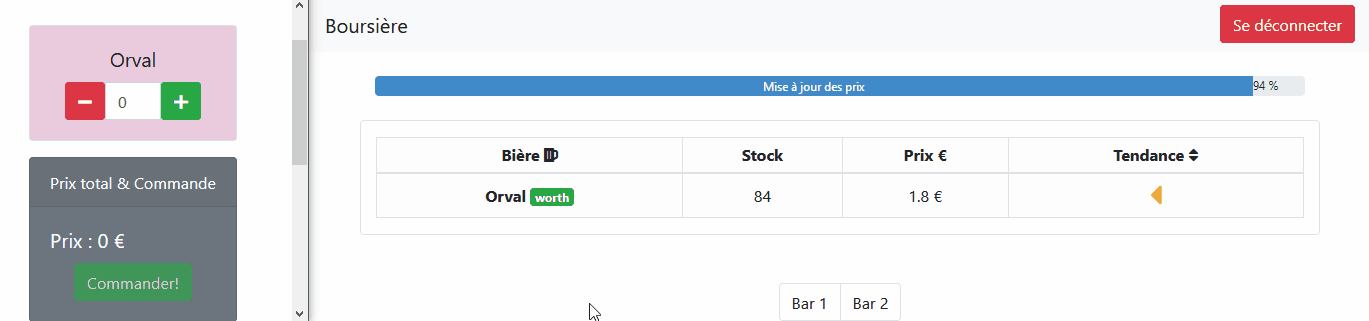 Orval
0
Prix total & Commande
Prix : 0 €
Commander!
Boursière
Se déconnecter
Mise à jour des prix
94 %
Bière Stock Prix € Tendance
Orval worth 84 1.8 €
Bar 1 Bar 2